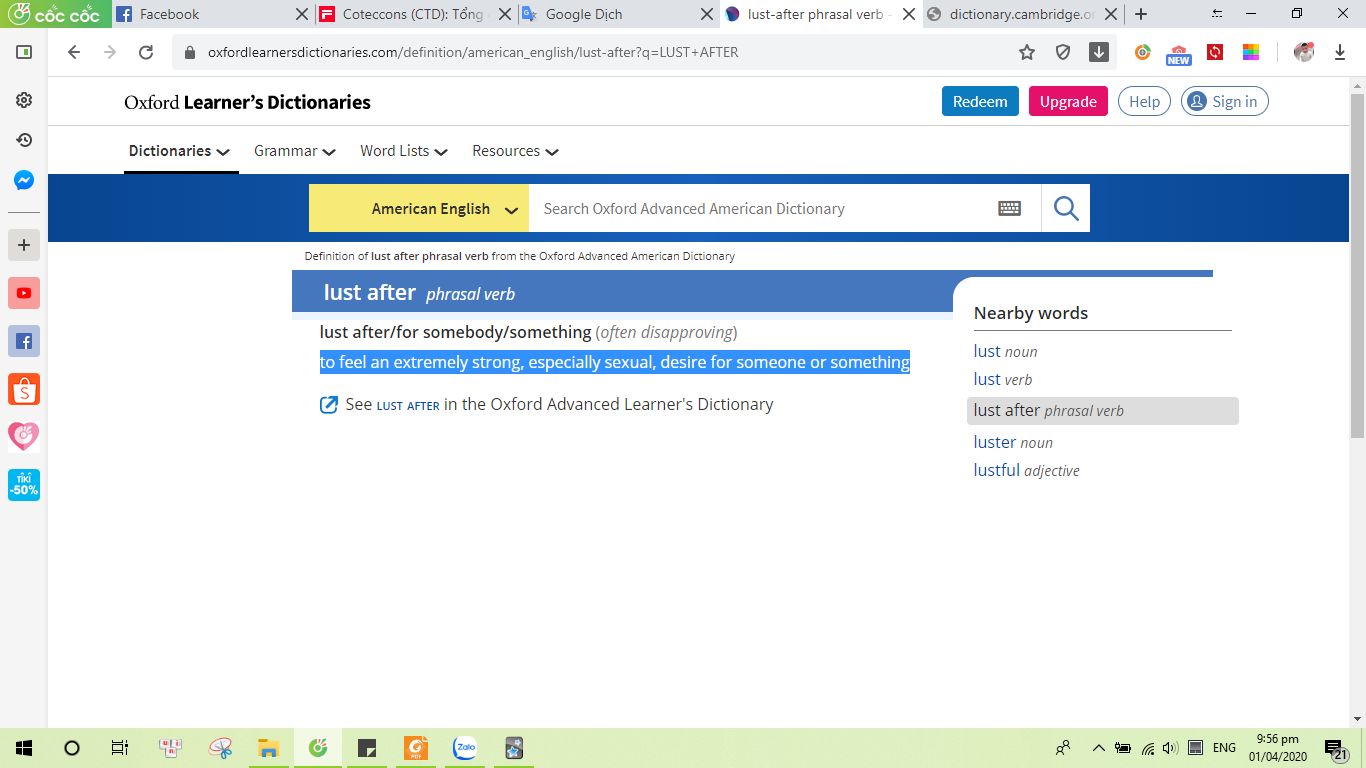 cốc cốc
Facebook
Coteccons (CTD): Tổng
Google Dịch
lust-after phrasal verb -
dictionary.cambridge.or
oxfordlearnersdictionaries.com/definition/american_english/lust-after?q=LUST+AFTER
NEW
Oxford Learner's Dictionaries
Redeem
Upgrade
Help
Sign in
Dictionaries
Grammar
Word Lists
Resources
American English
Search Oxford Advanced American Dictionary
Definition of lust after phrasal verb from the Oxford Advanced American Dictionary
lust after phrasal verb
lust after/for somebody/something (often disapproving)
to feel an extremely strong, especially sexual, desire for someone or something
See LUST AFTER in the Oxford Advanced Learner's Dictionary
Nearby words
lust noun
lust verb
lust after phrasal verb
luster noun
lustful adjective
TIKI
-50%
PDF
Zalo
ENG
9:56 pm
01/04/2020
21